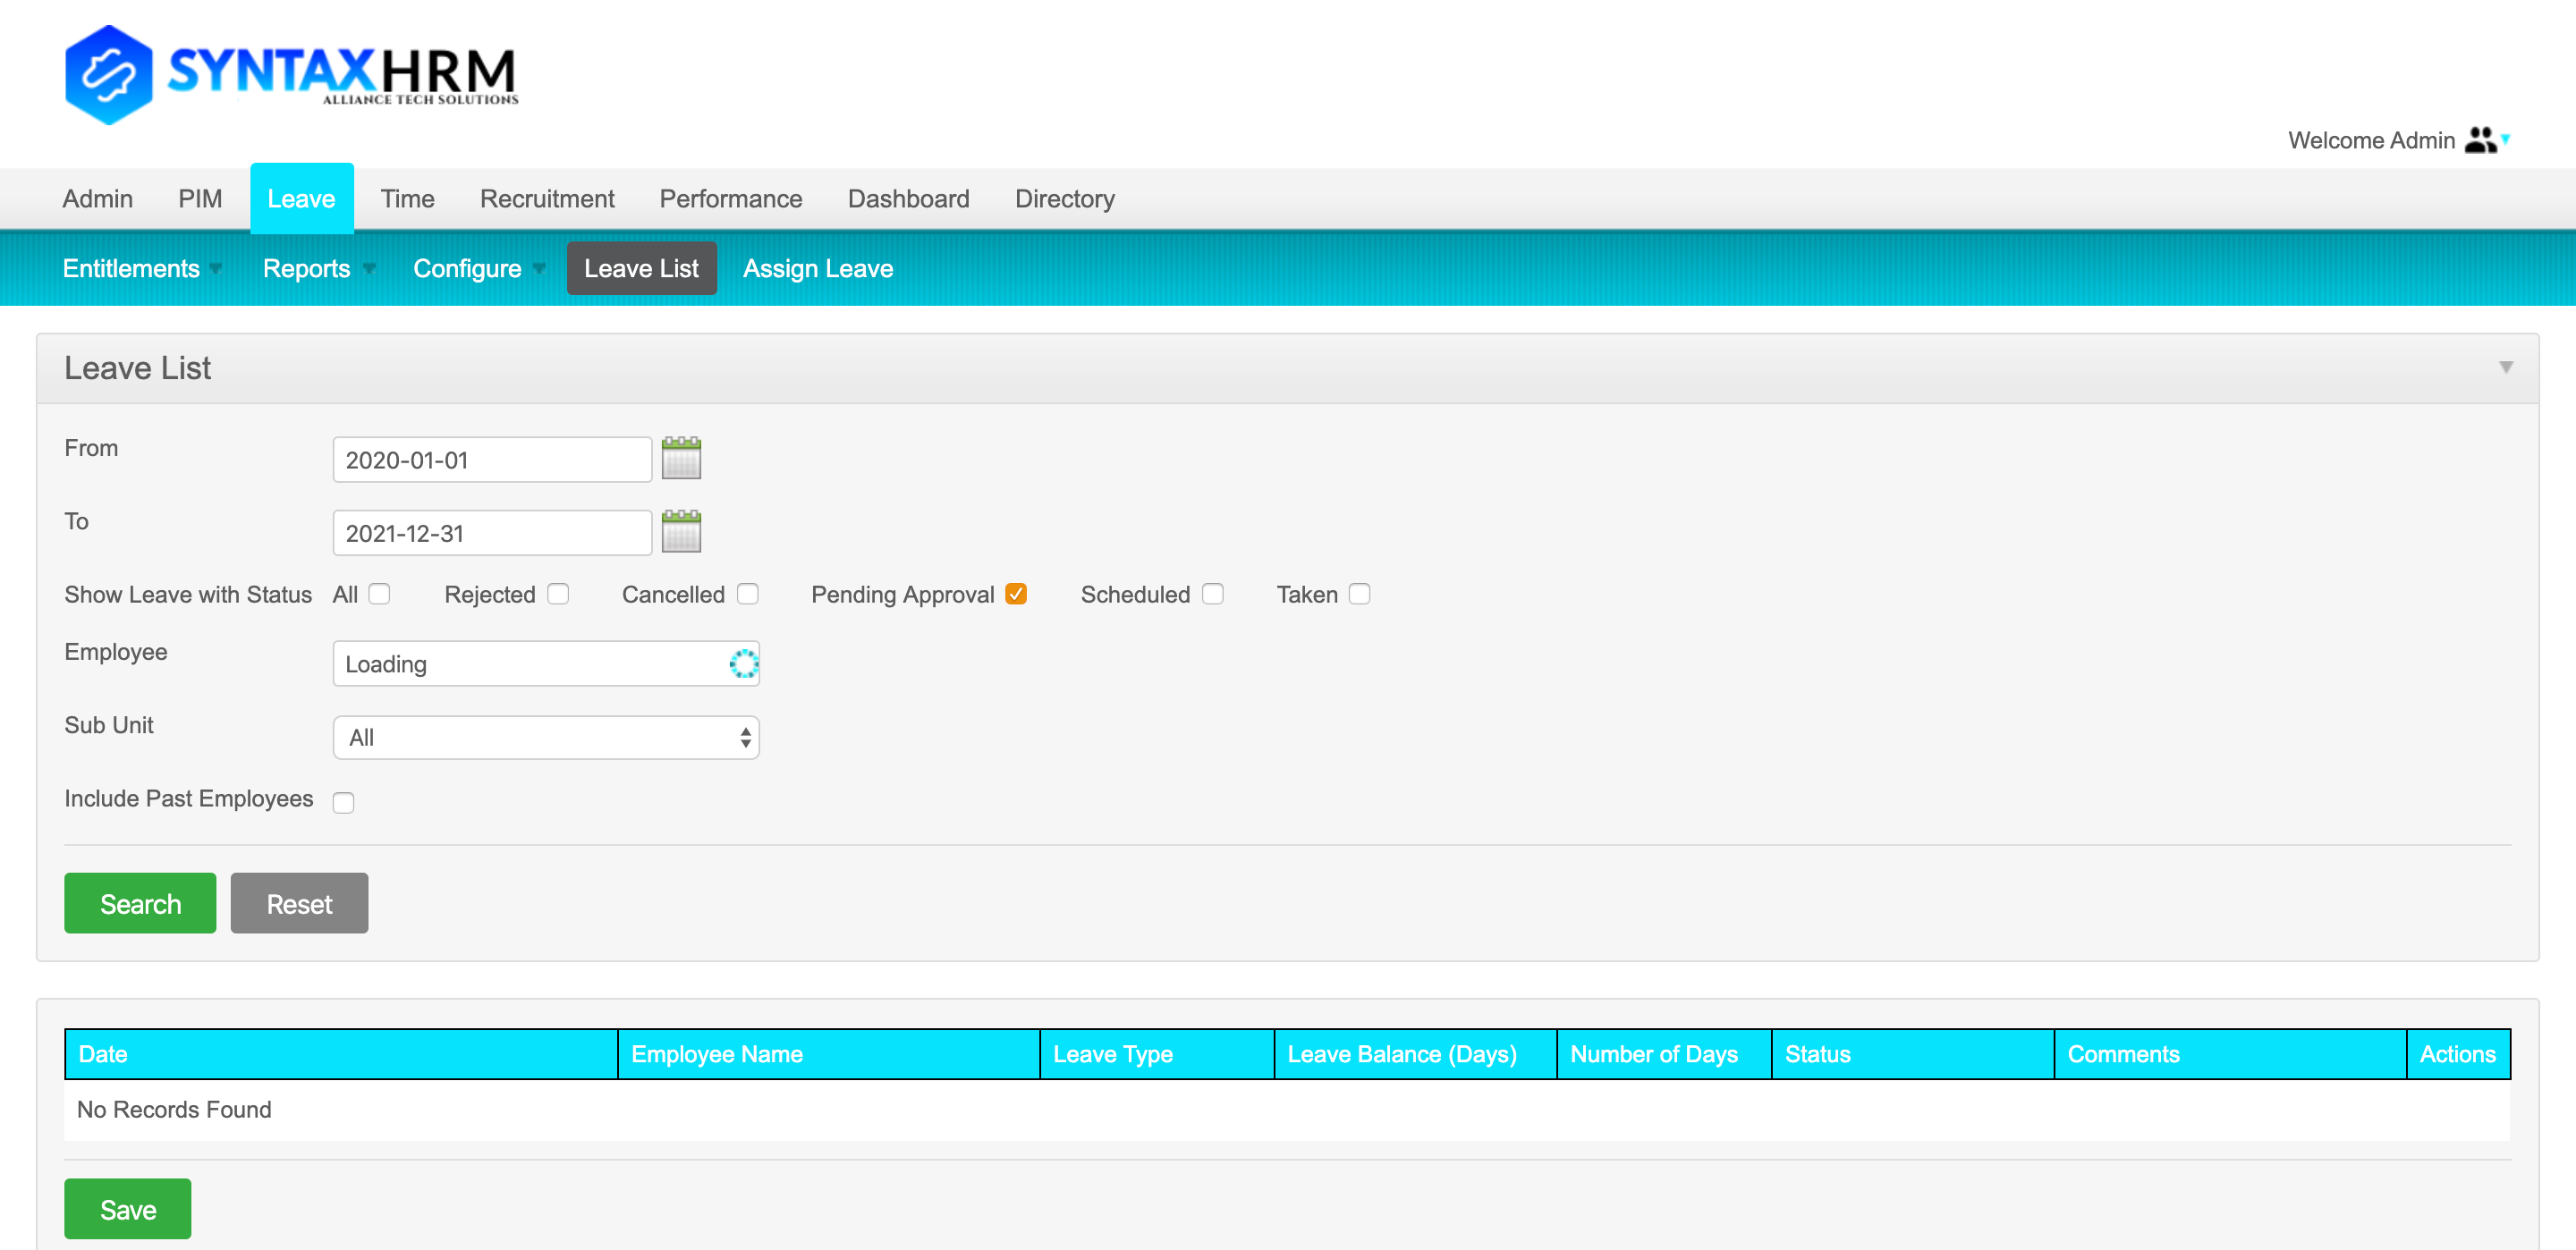 SYNTAXHRM
ALLIANCE TECH SOLUTIONS
Welcome Admin
Admin PIM Leave Time Recruitment Performance Dashboard Directory
Entitlements Reports Configure Leave List Assign Leave
Leave List
From 2020-01-01
To 2021-12-31
Show Leave with Status All Rejected Cancelled Pending Approval Scheduled Taken
Employee Loading
Sub Unit All
Include Past Employees
Search Reset
Date Employee Name Leave Type Leave Balance (Days) Number of Days Status Comments Actions
No Records Found
Save